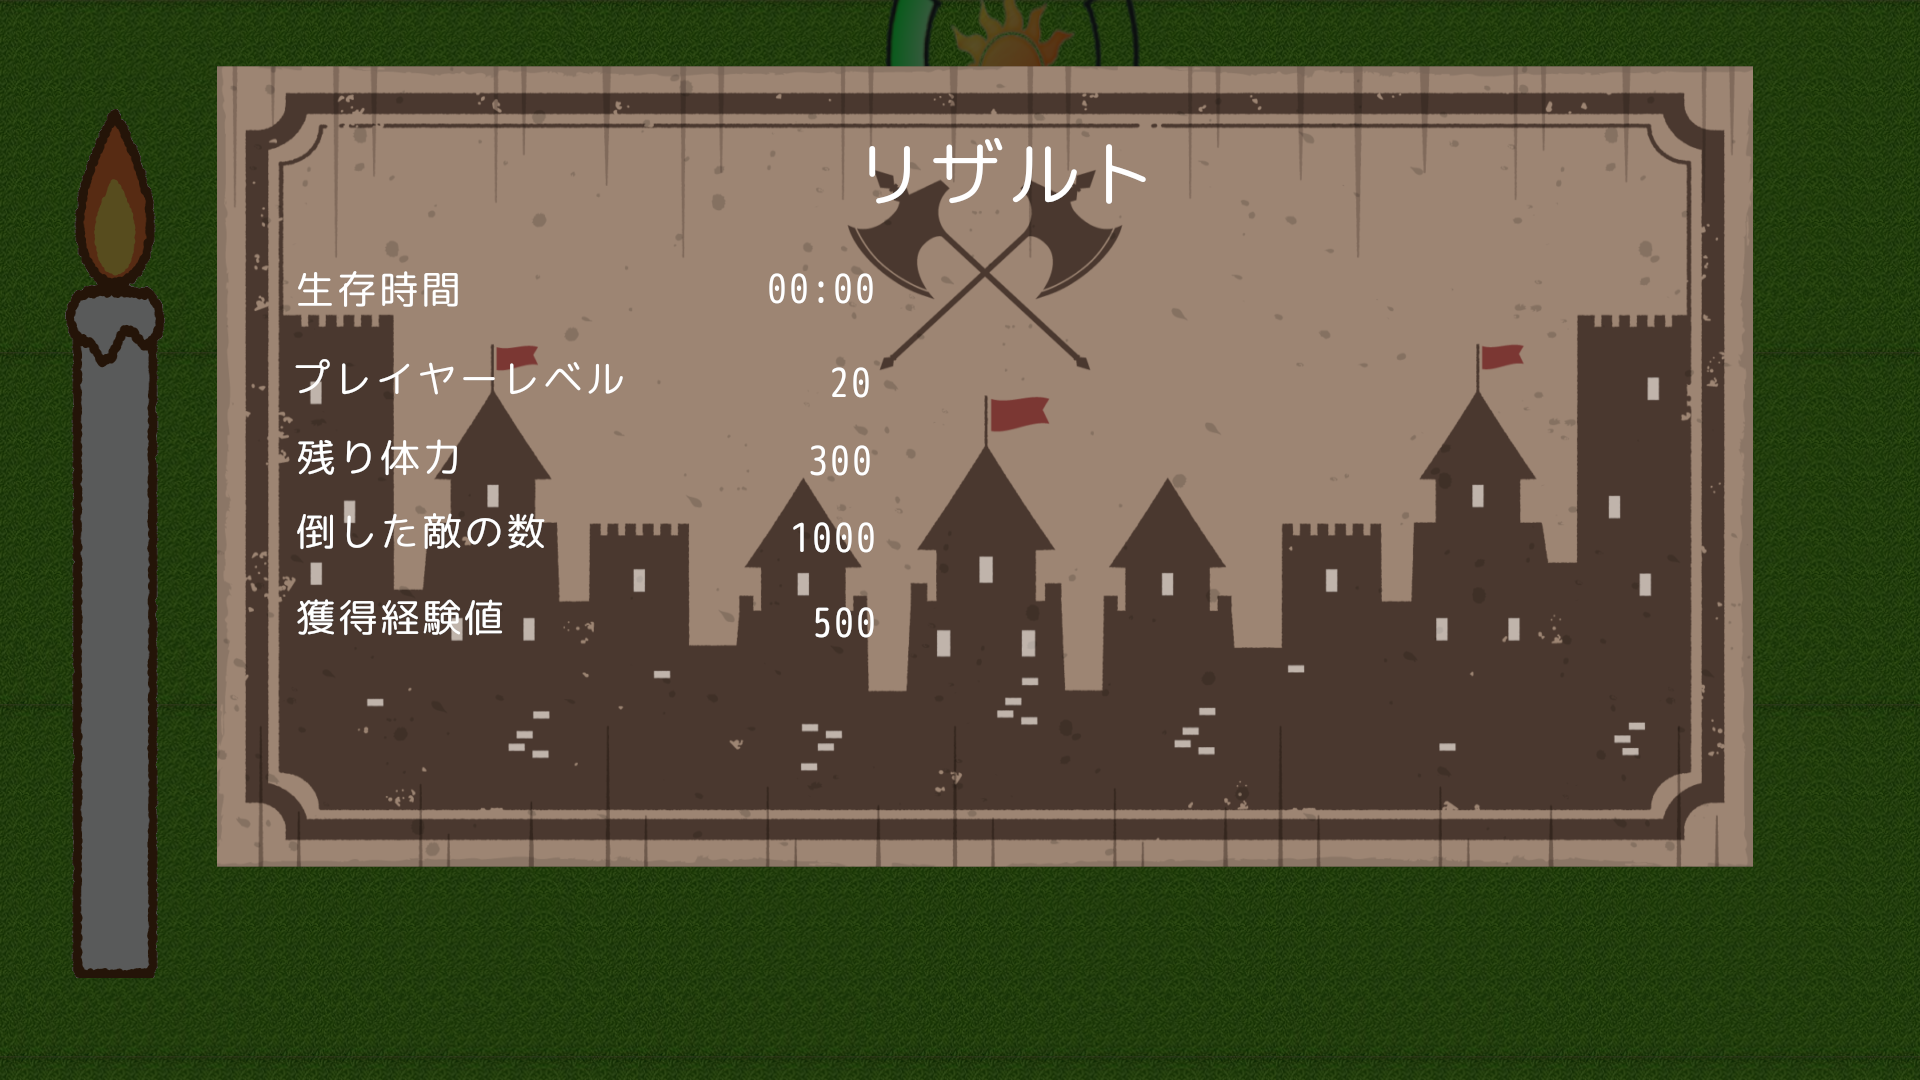 リザルト
生存時間 00:00
プレイヤーレベル 20
残り体力 300
倒した敵の数 1000
獲得経験値 500